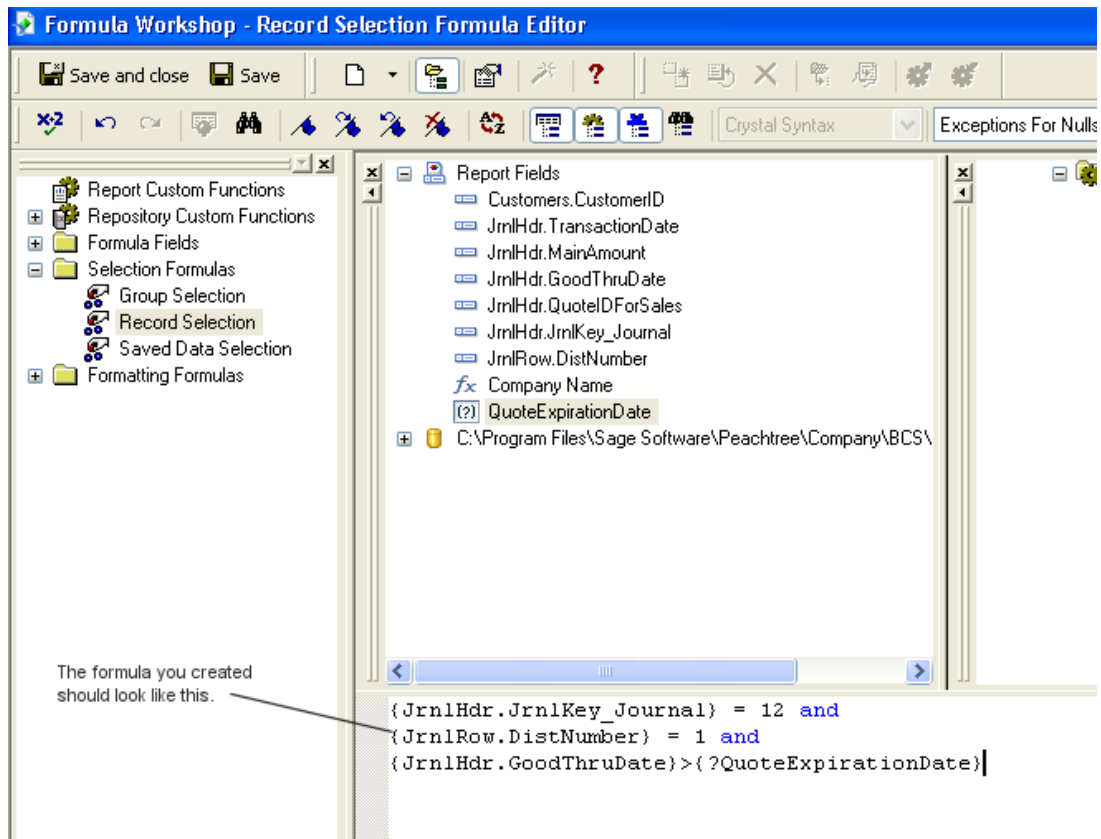 Formula Workshop - Record Selection Formula Editor
Save and close Save
Crystal Syntax Exceptions For Nulls
Report Custom Functions
Repository Custom Functions
Formula Fields
Selection Formulas
Group Selection
Record Selection
Saved Data Selection
Formatting Formulas
Report Fields
Customers.CustomerID
JrnlHdr.TransactionDate
JrnlHdr.MainAmount
JrnlHdr.GoodThruDate
JrnlHdr.QuoteIDForSales
JrnlHdr.JrnlKey_Journal
JrnlRow.DistNumber
fx Company Name
(?) QuoteExpirationDate
C:\Program Files\Sage Software\Peachtree\Company\BCS\
The formula you created
should look like this.
{JrnlHdr.JrnlKey_Journal} = 12 and
{JrnlRow.DistNumber} = 1 and
{JrnlHdr.GoodThruDate}>{?QuoteExpirationDate}